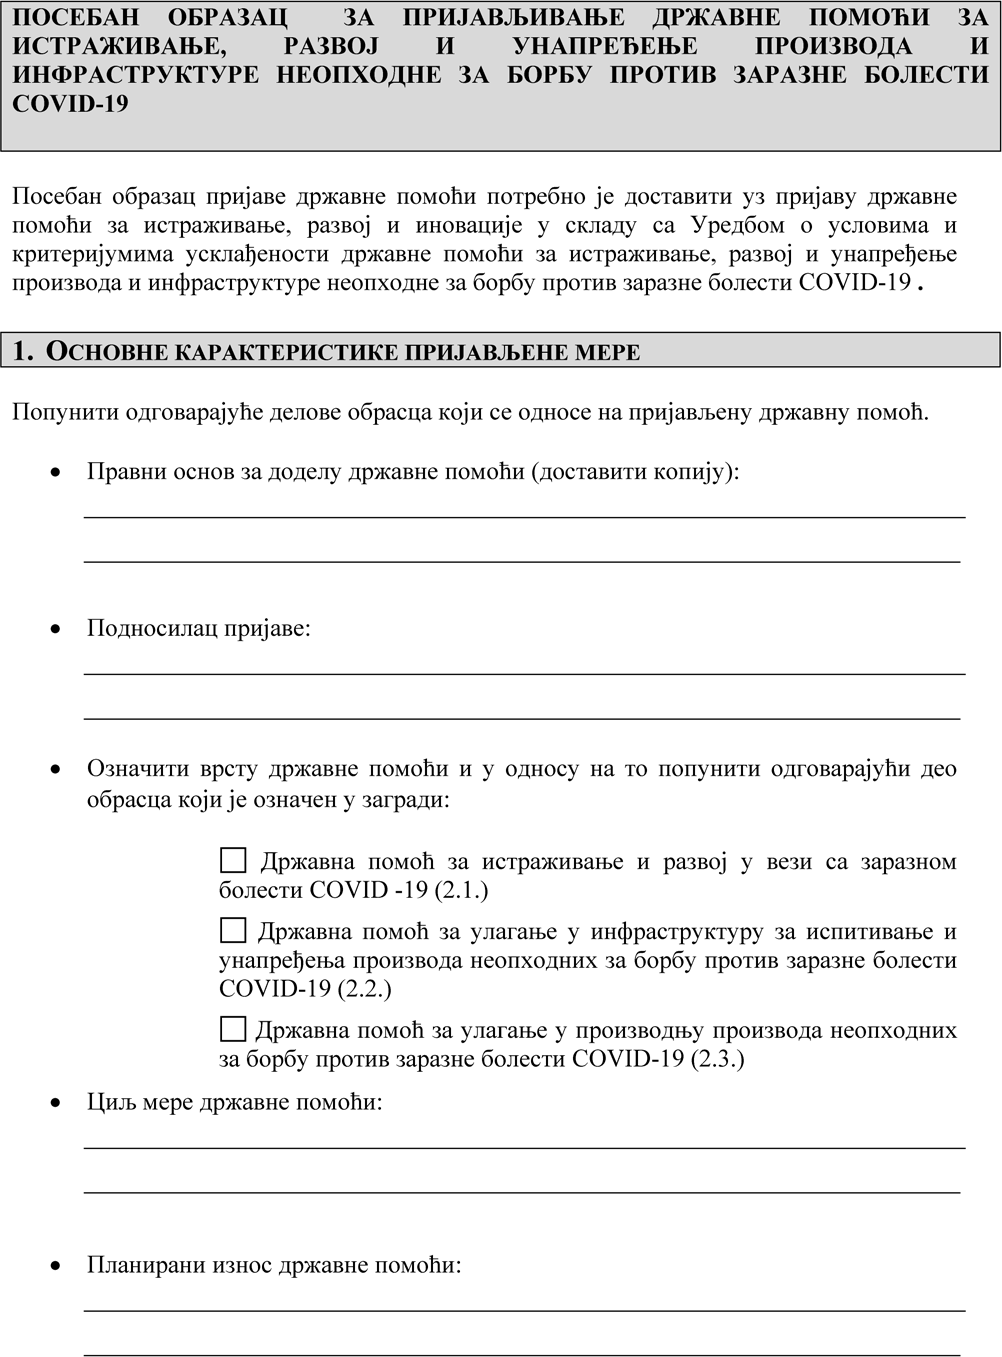 ПОСЕБАН ОБРАЗАЦ ЗА ПРИЈАВЉИВАЊЕ ДРЖАВНЕ ПОМОЋИ ЗА
ИСТРАЖИВАЊЕ, РАЗВОЈ И УНАПРЕЂЕЊЕ ПРОИЗВОДА И
ИНФРАСТРУКТУРЕ НЕОПХОДНЕ ЗА БОРБУ ПРОТИВ ЗАРАЗНЕ БОЛЕСТИ
COVID-19
Посебан образац пријаве државне помоћи потребно је доставити уз пријаву државне
помоћи за истраживање, развој и иновације у складу са Уредбом о условима и
критеријумима усклађености државне помоћи за истраживање, развој и унапређење
производа и инфраструктуре неопходне за борбу против заразне болести COVID-19 .
1. ОСНОВНЕ КАРАКТЕРИСТИКЕ ПРИЈАВЉЕНЕ МЕРЕ
Попунити одговарајуће делове обрасца који се односе на пријављену државну помоћ.
• Правни основ за доделу државне помоћи (доставити копију):
• Подносилац пријаве:
• Означити врсту државне помоћи и у односу на то попунити одговарајући део
обрасца који је означен у загради:
Државна помоћ за истраживање и развој у вези са заразном
болести COVID -19 (2.1.)
Државна помоћ за улагање у инфраструктуру за испитивање и
унапређења производа неопходних за борбу против заразне болести
COVID-19 (2.2.)
Државна помоћ за улагање у производњу производа неопходних
за борбу против заразне болести COVID-19 (2.3.)
• Циљ мере државне помоћи:
• Планирани износ државне помоћи: